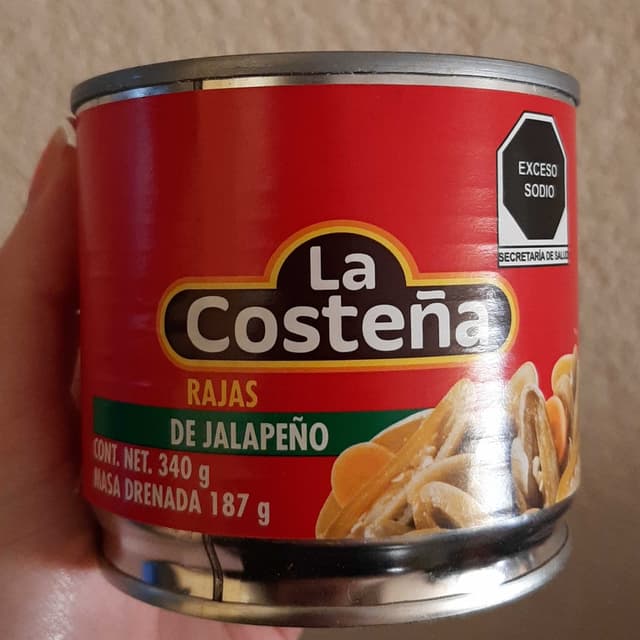 EXCESO
SODIO
SECRETARÍA DE SALUD
La
Costeña
RAJAS
DE JALAPEÑO
CONT. NET. 340 g
MASA DRENADA 187 g